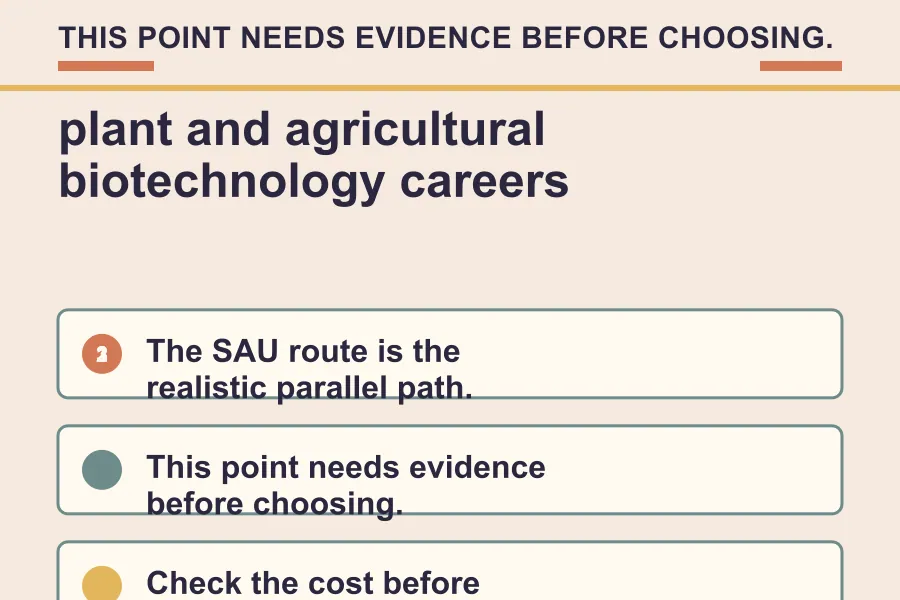 THIS POINT NEEDS EVIDENCE BEFORE CHOOSING.
plant and agricultural
biotechnology careers
The SAU route is the
realistic parallel path.
This point needs evidence
before choosing.
Check the cost before